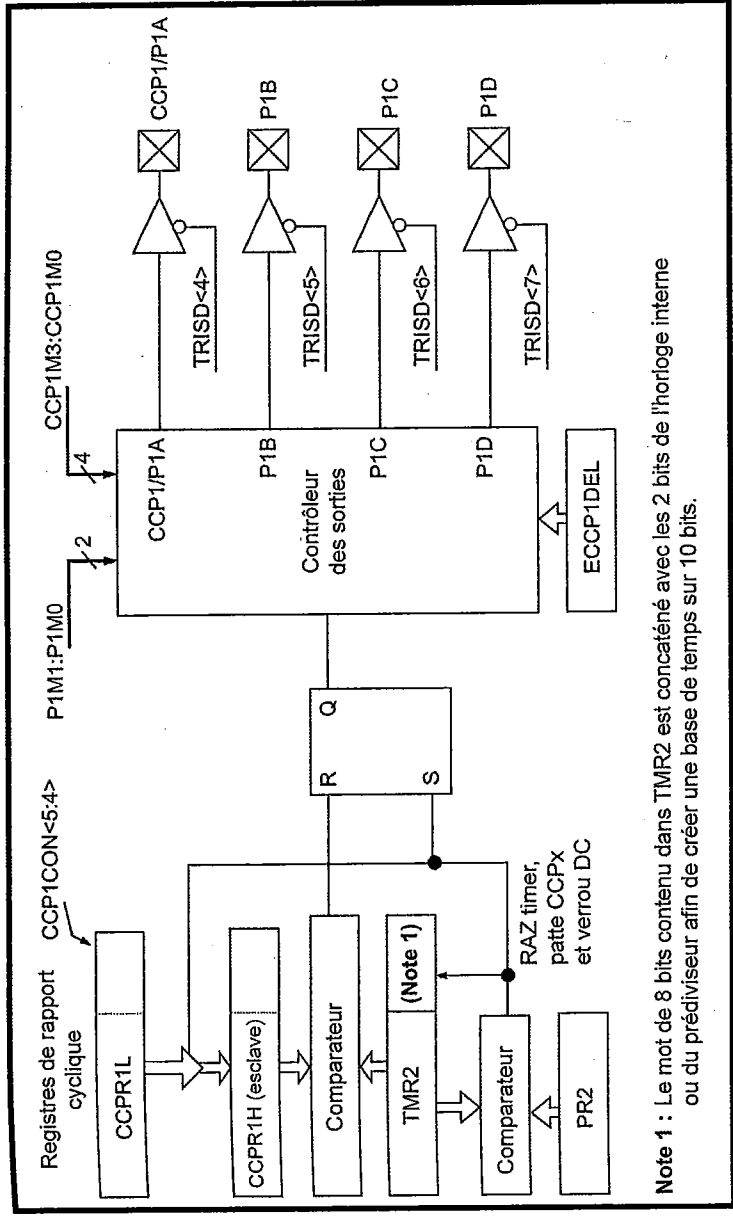 Registres de rapport
cyclique
CCP1CON<5:4>
P1M1:P1M0
CCP1M3:CCP1M0
2
4
CCPR1L
CCPR1H (esclave)
Comparateur
TMR2
(Note 1)
Comparateur
PR2
RAZ timer,
patte CCPx
et verrou DC
R
Q
S
Contrôleur
des sorties
CCP1/P1A
P1B
P1C
P1D
ECCP1DEL
TRISD<4>
TRISD<5>
TRISD<6>
TRISD<7>
CCP1/P1A
P1B
P1C
P1D
Note 1 : Le mot de 8 bits contenu dans TMR2 est concaténé avec les 2 bits de l'horloge interne
ou du prédiviseur afin de créer une base de temps sur 10 bits.